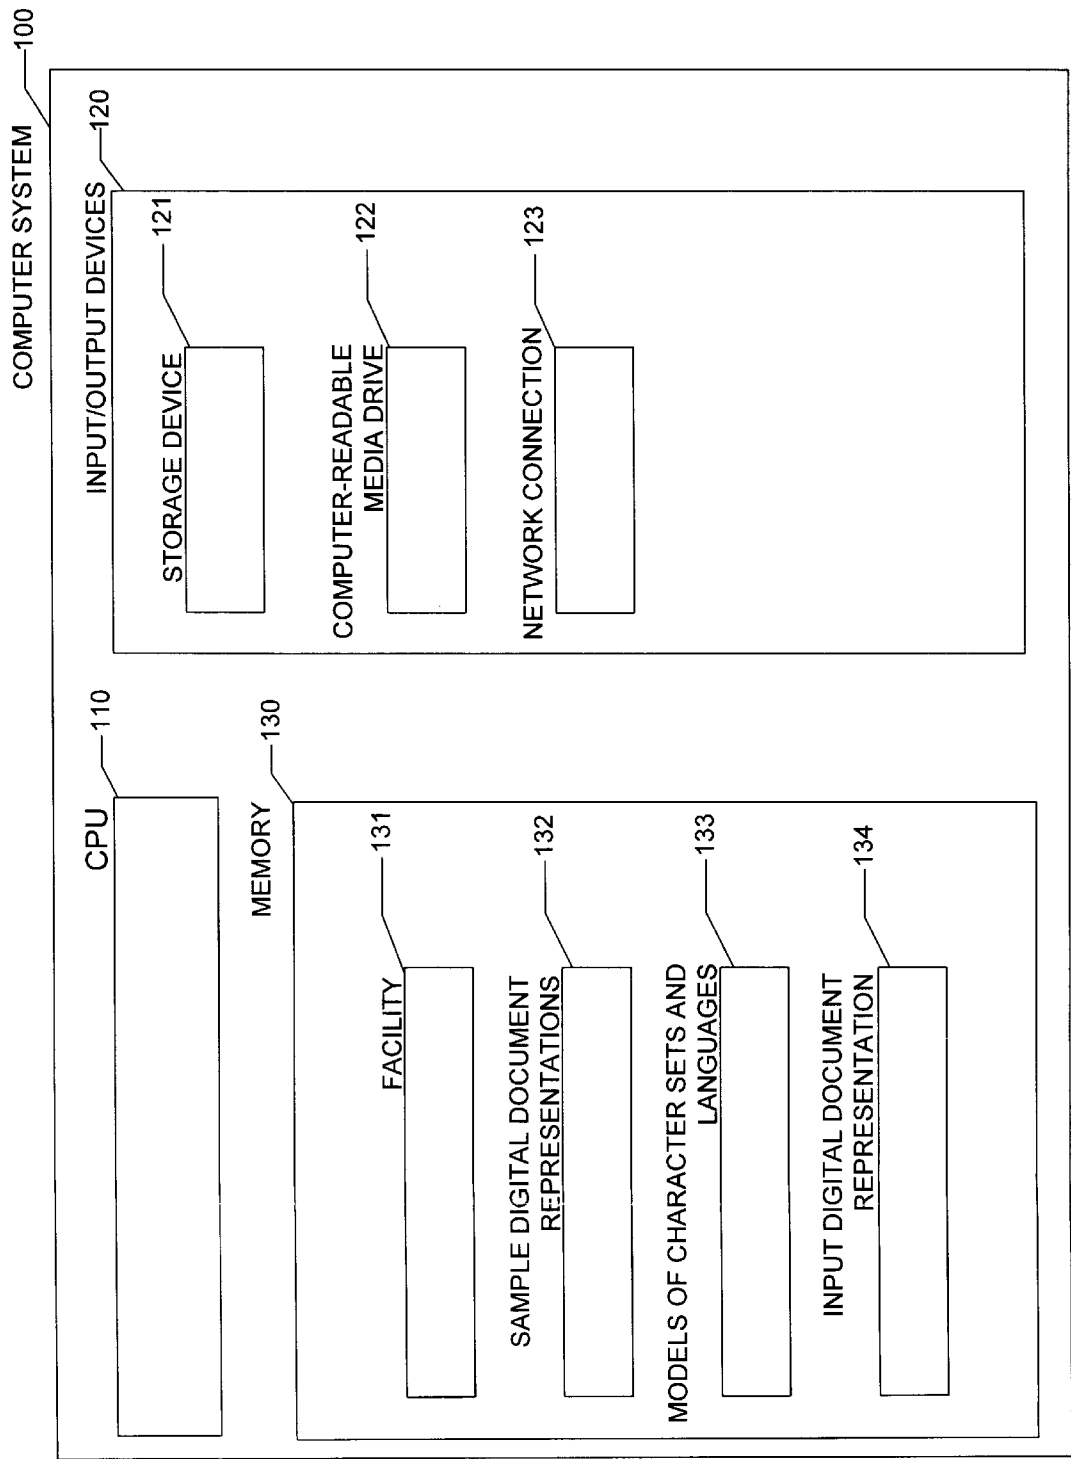 COMPUTER SYSTEM
100
CPU
110
MEMORY
130
FACILITY
131
SAMPLE DIGITAL DOCUMENT
REPRESENTATIONS
132
MODELS OF CHARACTER SETS AND
LANGUAGES
133
INPUT DIGITAL DOCUMENT
REPRESENTATION
134
INPUT/OUTPUT DEVICES
120
STORAGE DEVICE
121
COMPUTER-READABLE
MEDIA DRIVE
122
NETWORK CONNECTION
123